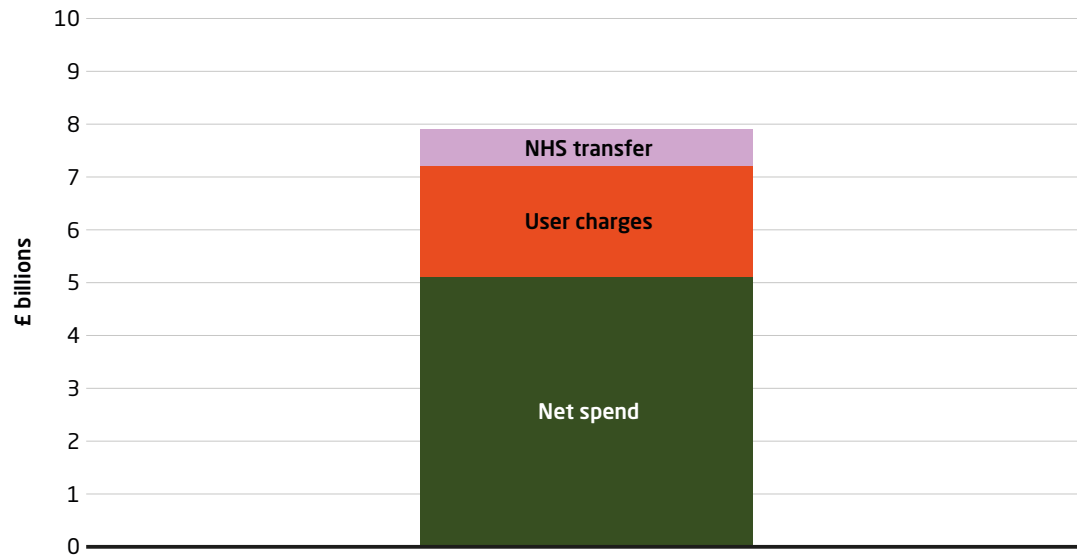 10
9
8
7
6
5
4
3
2
1
0
£ billions
NHS transfer
User charges
Net spend